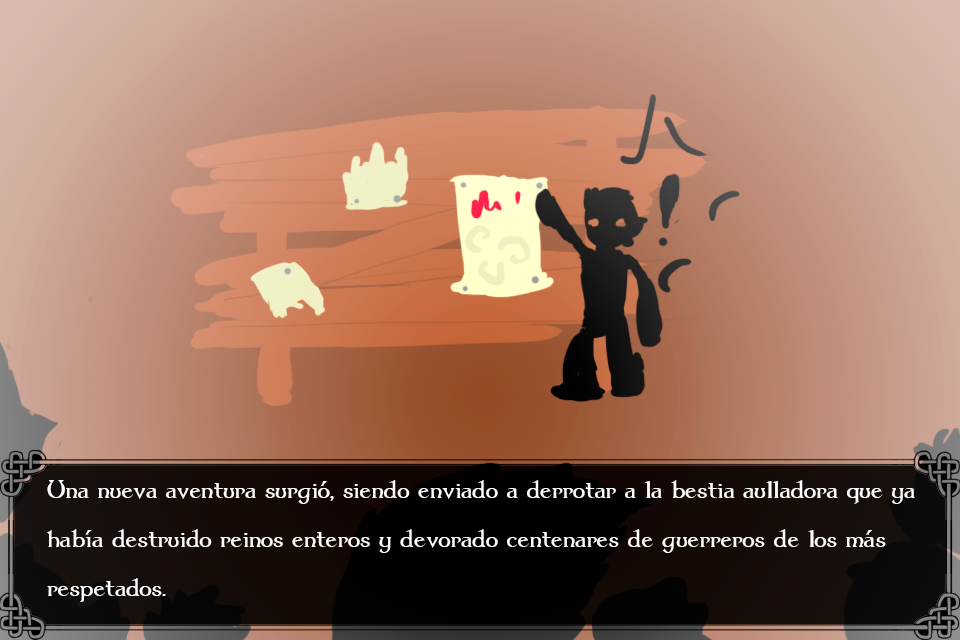 Una nueva aventura surgió, siendo enviado a derrotar a la bestia aulladora que ya
había destruido reinos enteros y devorado centenares de guerreros de los más
respetados.